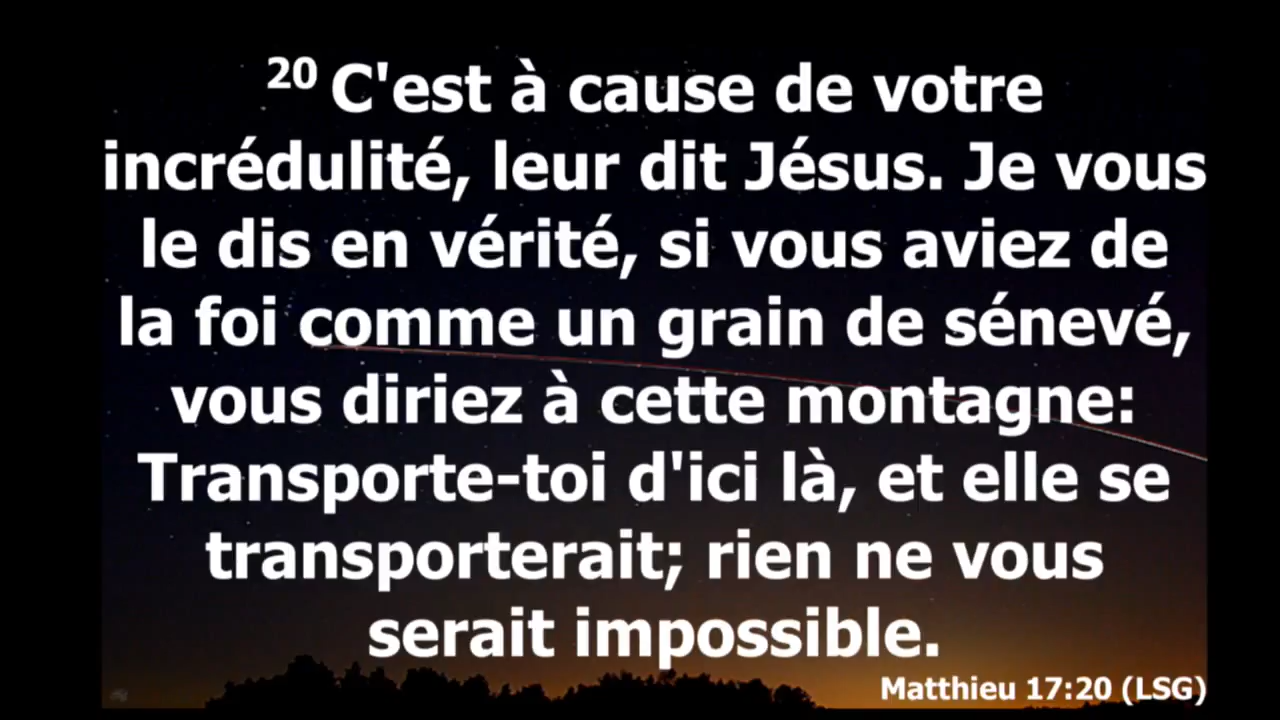 20 C'est à cause de votre
incrédulité, leur dit Jésus. Je vous
le dis en vérité, si vous aviez de
la foi comme un grain de sénevé,
vous diriez à cette montagne:
Transporte-toi d'ici là, et elle se
transporterait; rien ne vous
serait impossible.
Matthieu 17:20 (LSG)